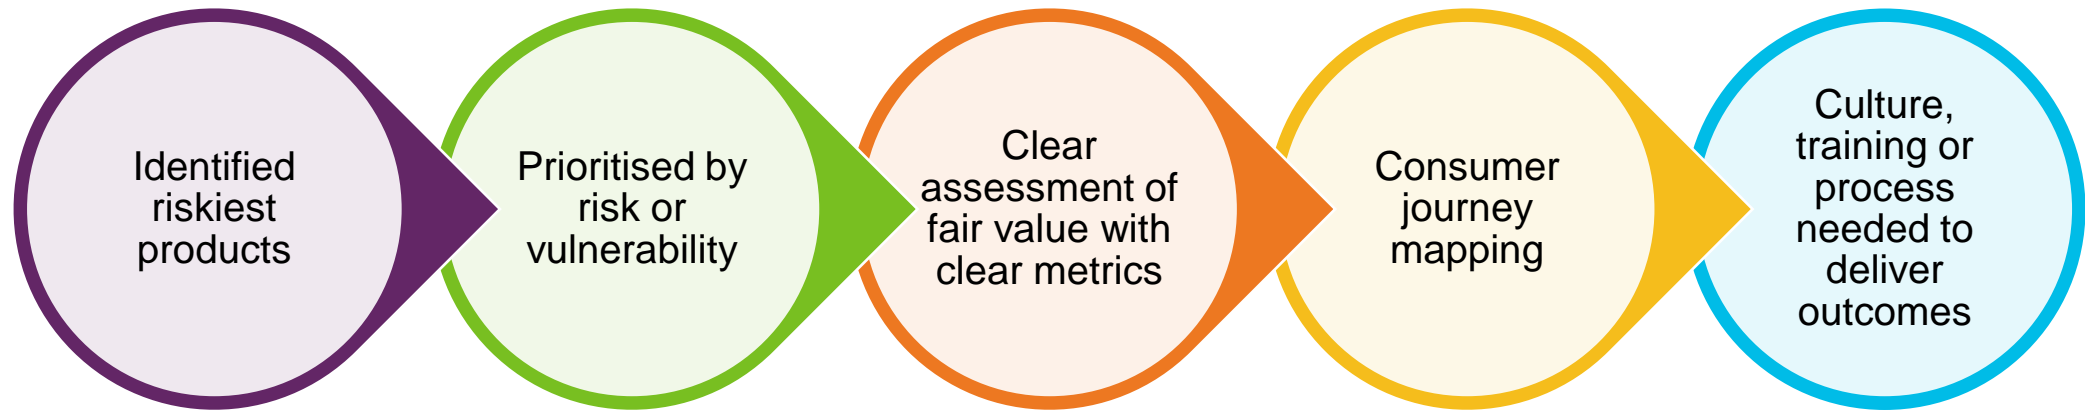 Identified
riskiest
products
Prioritised by
risk or
vulnerability
Clear
assessment of
fair value with
clear metrics
Consumer
journey
mapping
Culture,
training or
process
needed to
deliver
outcomes